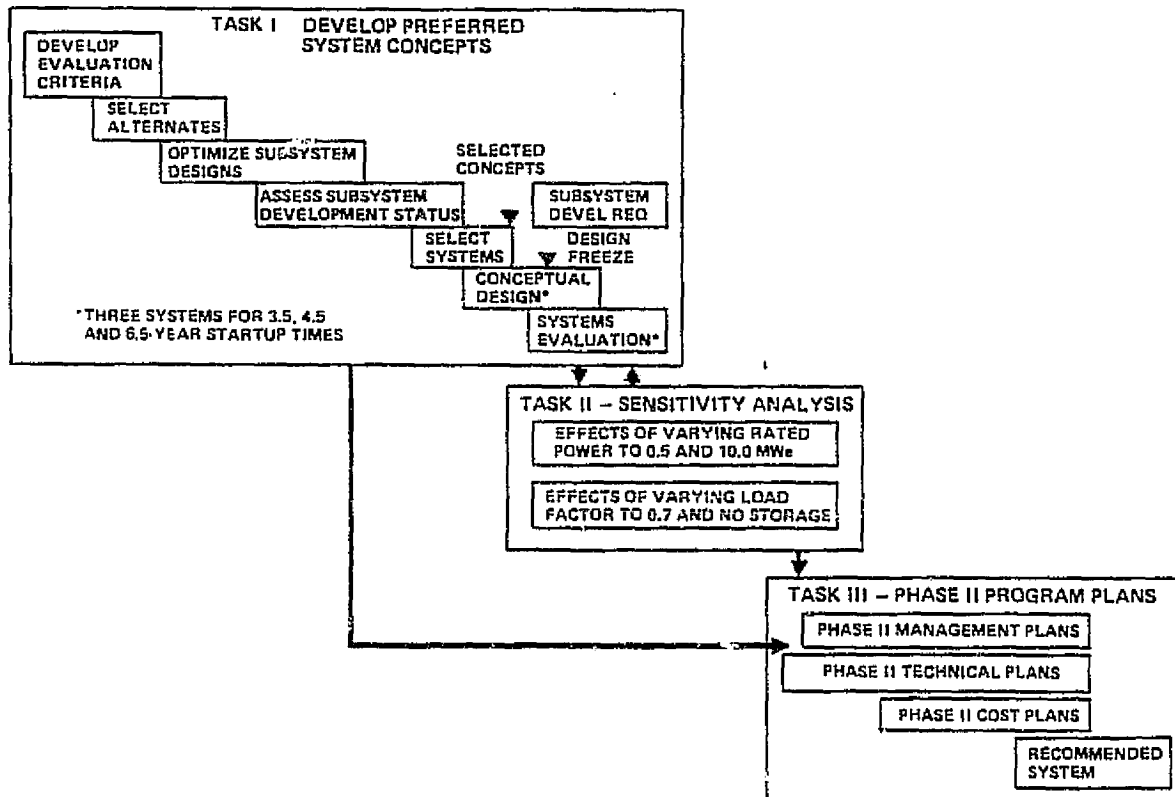 TASK I DEVELOP PREFERRED
SYSTEM CONCEPTS
DEVELOP
EVALUATION
CRITERIA
SELECT
ALTERNATES
OPTIMIZE SUBSYSTEM
DESIGNS
ASSESS SUBSYSTEM
DEVELOPMENT STATUS
SELECTED
CONCEPTS
SUBSYSTEM
DEVEL REQ
SELECT
SYSTEMS
DESIGN
FREEZE
CONCEPTUAL
DESIGN*
SYSTEMS
EVALUATION*
*THREE SYSTEMS FOR 3.5, 4.5
AND 6.5-YEAR STARTUP TIMES
TASK II – SENSITIVITY ANALYSIS
EFFECTS OF VARYING RATED
POWER TO 0.5 AND 10.0 MWe
EFFECTS OF VARYING LOAD
FACTOR TO 0.7 AND NO STORAGE
TASK III – PHASE II PROGRAM PLANS
PHASE II MANAGEMENT PLANS
PHASE II TECHNICAL PLANS
PHASE II COST PLANS
RECOMMENDED
SYSTEM